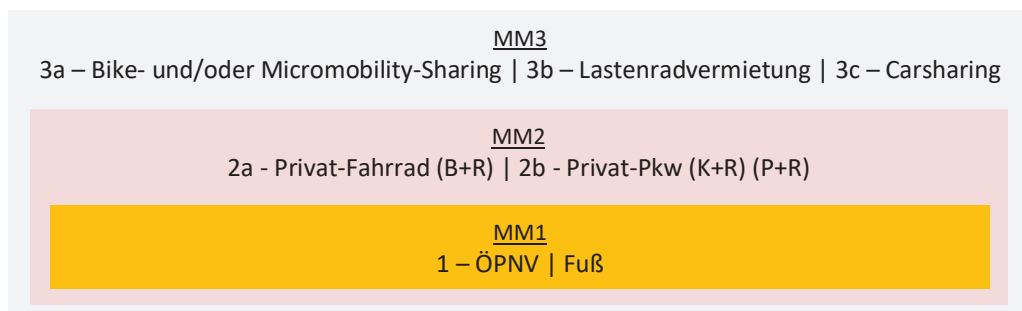 MM3
3a – Bike- und/oder Micromobility-Sharing | 3b – Lastenradvermietung | 3c – Carsharing
MM2
2a - Privat-Fahrrad (B+R) | 2b - Privat-Pkw (K+R) (P+R)
MM1
1 – ÖPNV | Fuß